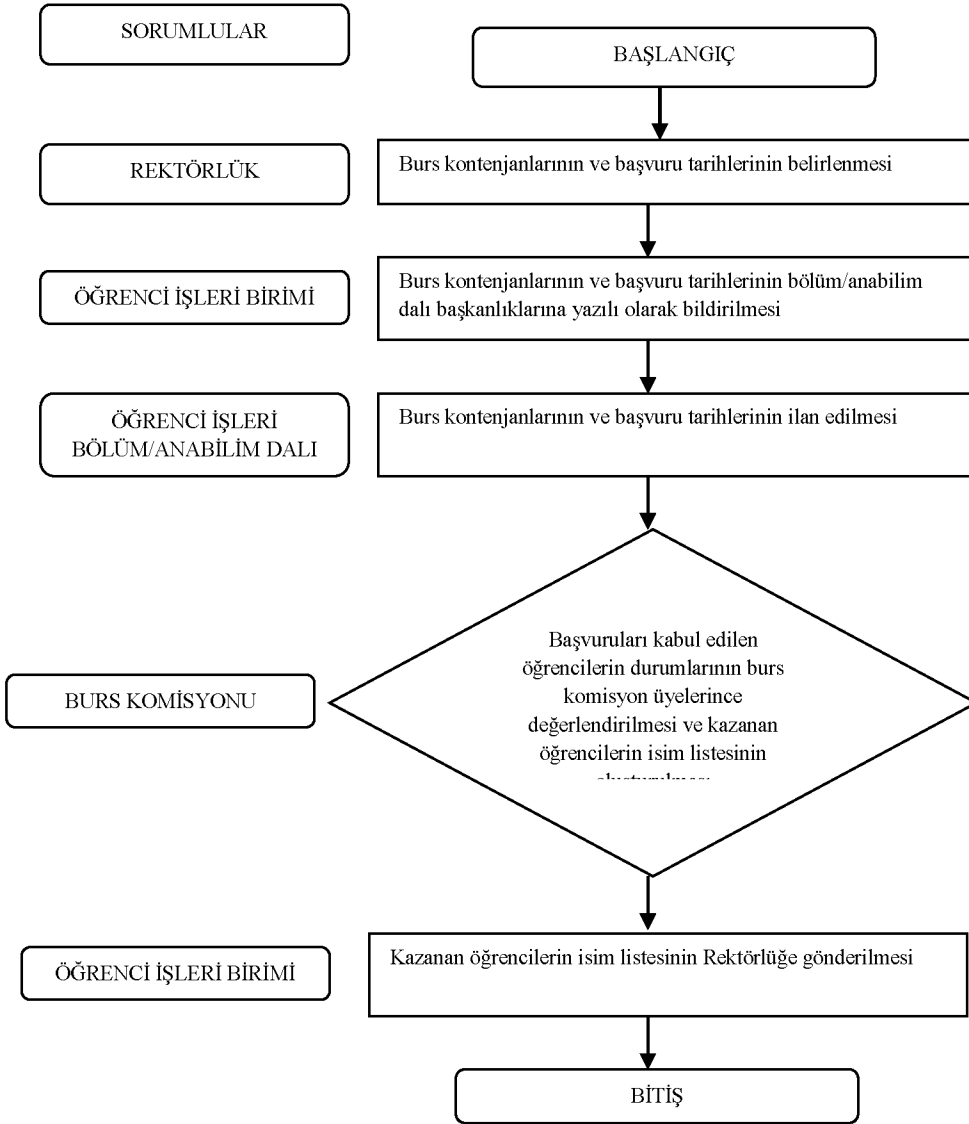 SORUMLULAR
BAŞLANGIÇ
REKTÖRLÜK
Burs kontenjanlarının ve başvuru tarihlerinin belirlenmesi
ÖĞRENCİ İŞLERİ BİRİMİ
Burs kontenjanlarının ve başvuru tarihlerinin bölüm/anabilim
dalı başkanlıklarına yazılı olarak bildirilmesi
ÖĞRENCİ İŞLERİ
BÖLÜM/ANABİLİM DALI
Burs kontenjanlarının ve başvuru tarihlerinin ilan edilmesi
BURS KOMİSYONU
Başvuruları kabul edilen
öğrencilerin durumlarının burs
komisyon üyelerince
değerlendirilmesi ve kazanan
öğrencilerin isim listesinin
ÖĞRENCİ İŞLERİ BİRİMİ
Kazanan öğrencilerin isim listesinin Rektörlüğe gönderilmesi
BİTİŞ